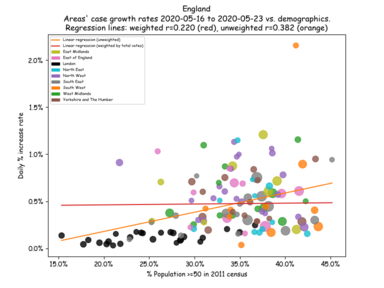 England
Areas' case growth rates 2020-05-16 to 2020-05-23 vs. demographics.
Regression lines: weighted r=0.220 (red), unweighted r=0.382 (orange)
Linear regression (unweighted)
Linear regression (weighted by total votes)
East Midlands
East of England
London
North East
North West
South East
South West
West Midlands
Yorkshire and The Humber
2.0%
1.5%
1.0%
0.5%
0.0%
Daily % increase rate
15.0% 20.0% 25.0% 30.0% 35.0% 40.0% 45.0%
% Population >=50 in 2011 census